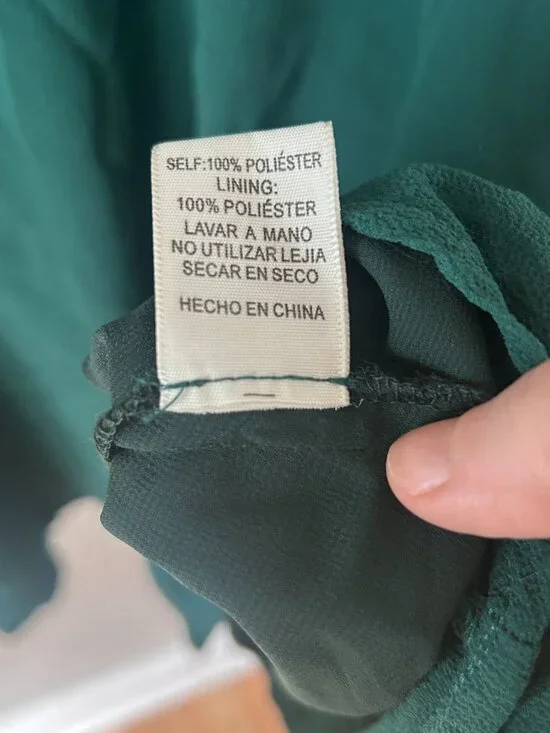 SELF:100% POLIÉSTER
LINING:
100% POLIÉSTER
LAVAR A MANO
NO UTILIZAR LEJIA
SECAR EN SECO
HECHO EN CHINA